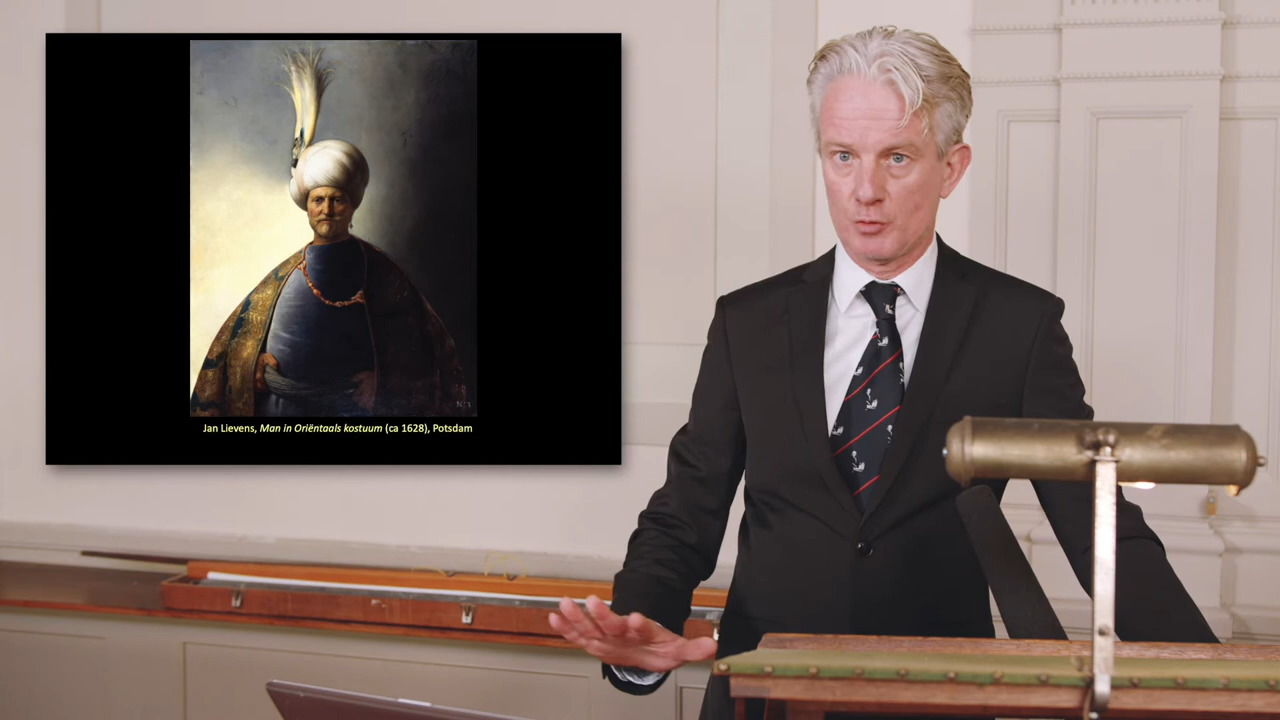 Jan Lievens, Man in Oriëntaals kostuum (ca 1628), Potsdam